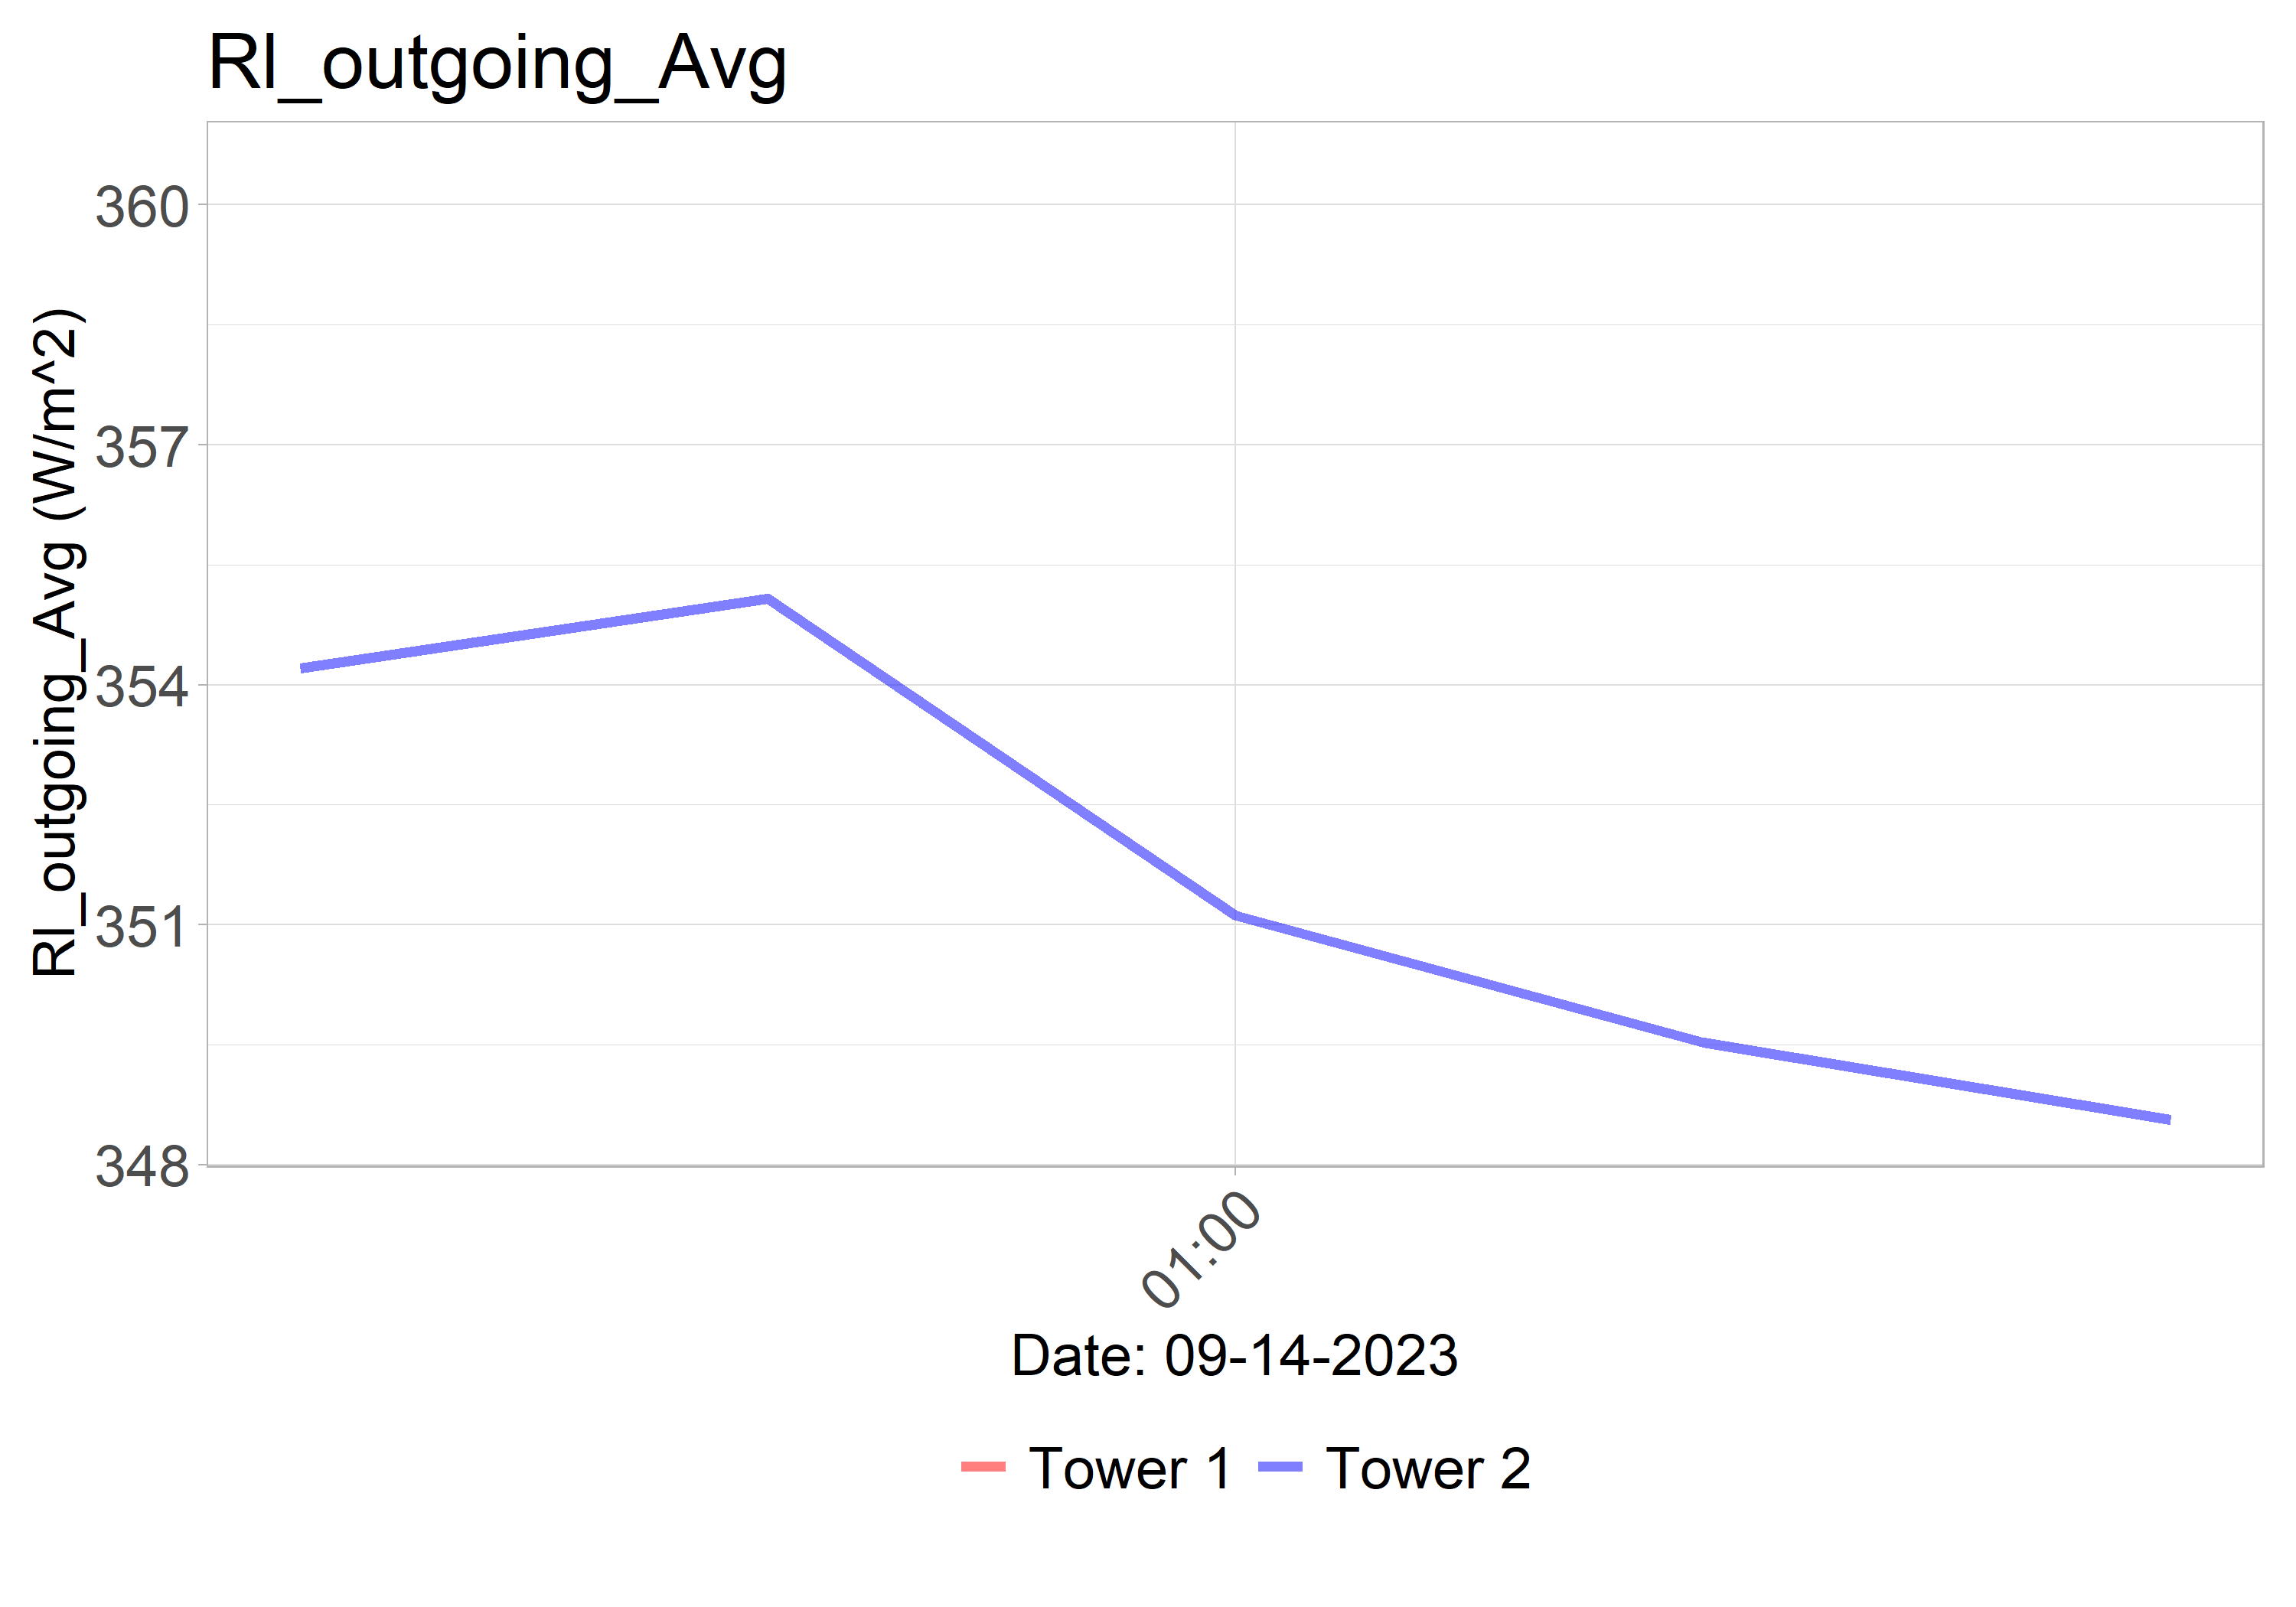 Rl_outgoing_Avg
Rl_outgoing_Avg (W/m^2)
360
357
354
351
348
01:00
Date: 09-14-2023
Tower 1 Tower 2